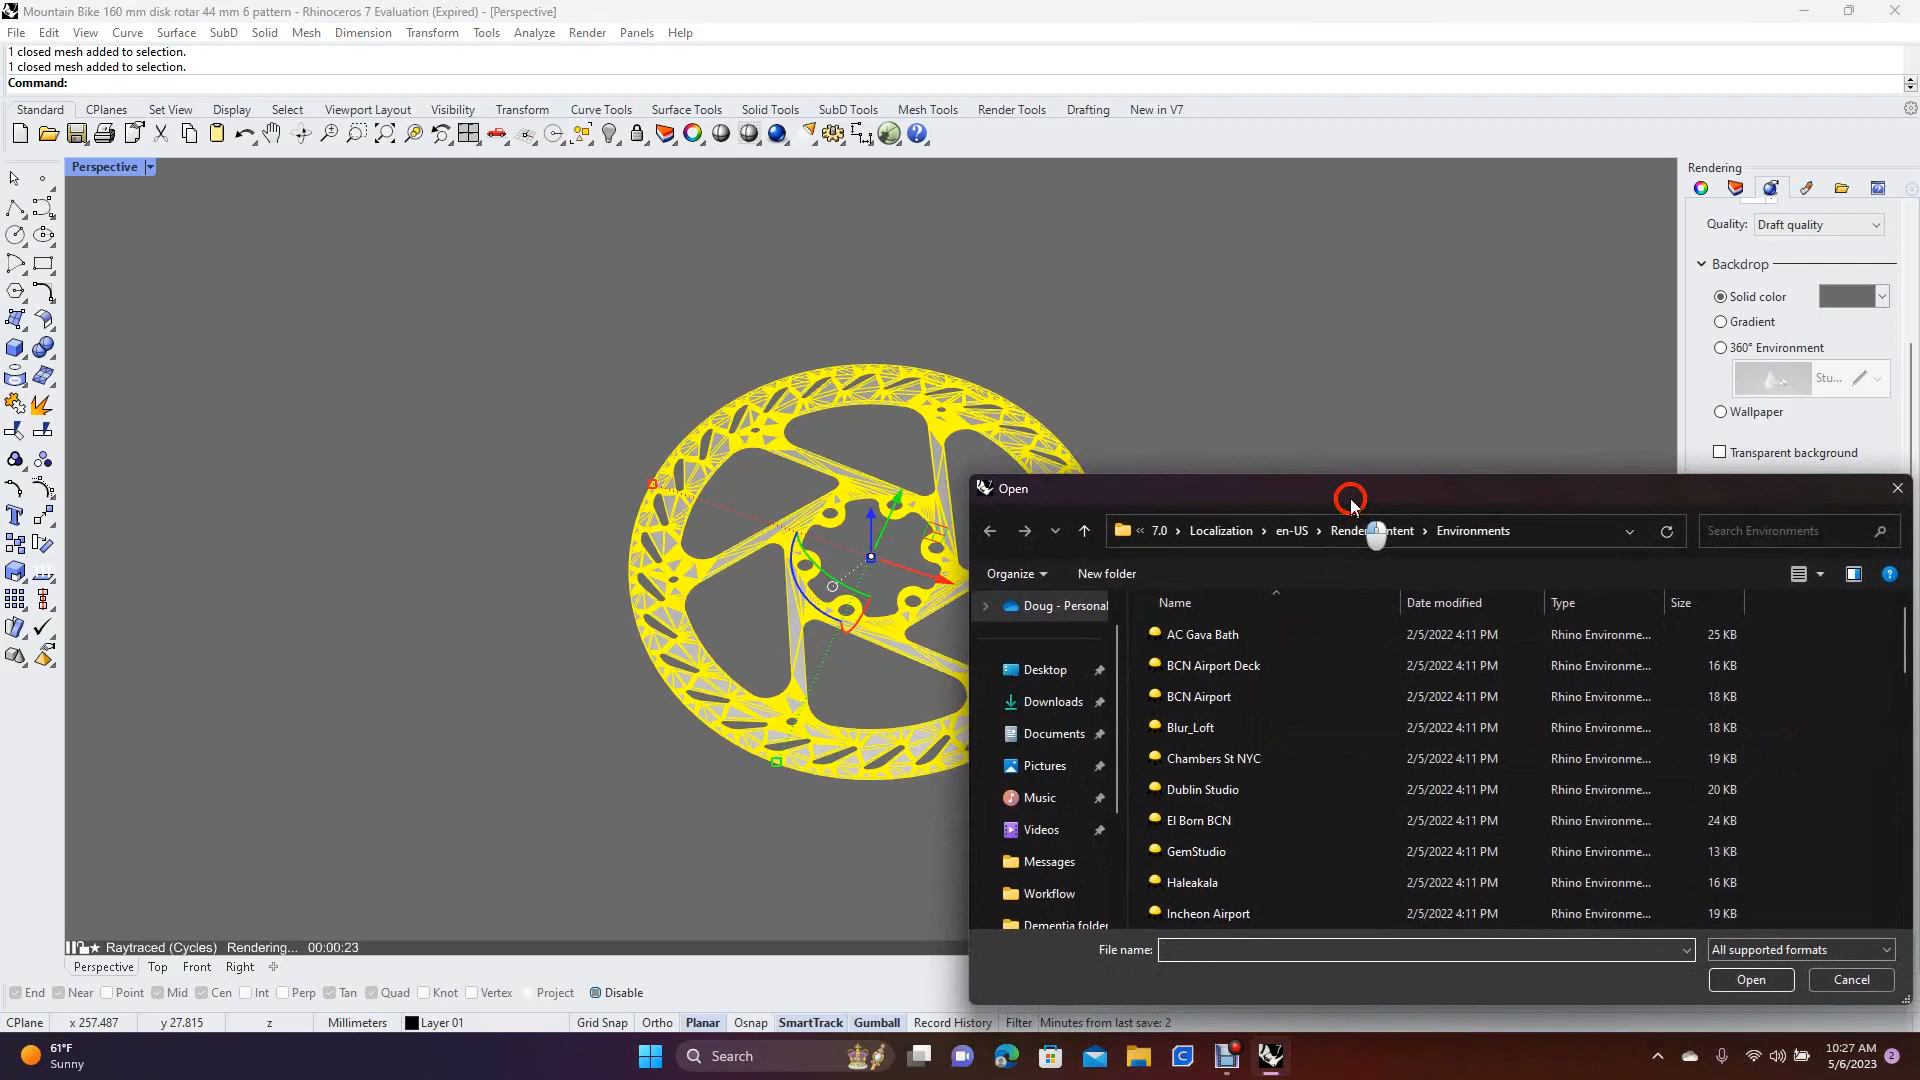 Mountain Bike 160 mm disk rotar 44 mm 6 pattern - Rhinoceros 7 Evaluation (Expired) - [Perspective]
File Edit View Curve Surface SubD Solid Mesh Dimension Transform Tools Analyze Render Panels Help
1 closed mesh added to selection.
1 closed mesh added to selection.
Command:
Standard CPlanes Set View Display Select Viewport Layout Visibility Transform Curve Tools Surface Tools Solid Tools SubD Tools Mesh Tools Render Tools Drafting New in V7
Perspective
Rendering
Quality: Draft quality
Backdrop
Solid color
Gradient
360° Environment
Stu...
Wallpaper
Transparent background
Open
« 7.0 › Localization › en-US › › Environments
Search Environments
Organize New folder
Name Date modified Type Size
Doug - Personal
Desktop
Downloads
Documents
Pictures
Music
Videos
Messages
Workflow
Dementia folder
AC Gava Bath 2/5/2022 4:11 PM Rhino Environme... 25 KB
BCN Airport Deck 2/5/2022 4:11 PM Rhino Environme... 16 KB
BCN Airport 2/5/2022 4:11 PM Rhino Environme... 18 KB
Blur_Loft 2/5/2022 4:11 PM Rhino Environme... 18 KB
Chambers St NYC 2/5/2022 4:11 PM Rhino Environme... 19 KB
Dublin Studio 2/5/2022 4:11 PM Rhino Environme... 20 KB
El Born BCN 2/5/2022 4:11 PM Rhino Environme... 24 KB
GemStudio 2/5/2022 4:11 PM Rhino Environme... 13 KB
Haleakala 2/5/2022 4:11 PM Rhino Environme... 16 KB
Incheon Airport 2/5/2022 4:11 PM Rhino Environme... 19 KB
File name: All supported formats
Open Cancel
Raytraced (Cycles) Rendering... 00:00:23
Perspective Top Front Right
End Near Point Mid Cen Int Perp Tan Quad Knot Vertex Project Disable
CPlane x 257.487 y 27.815 z Millimeters Layer 01 Grid Snap Ortho Planar Osnap SmartTrack Gumball Record History Filter Minutes from last save: 2
61°F
Sunny
Search
10:27 AM
5/6/2023
2